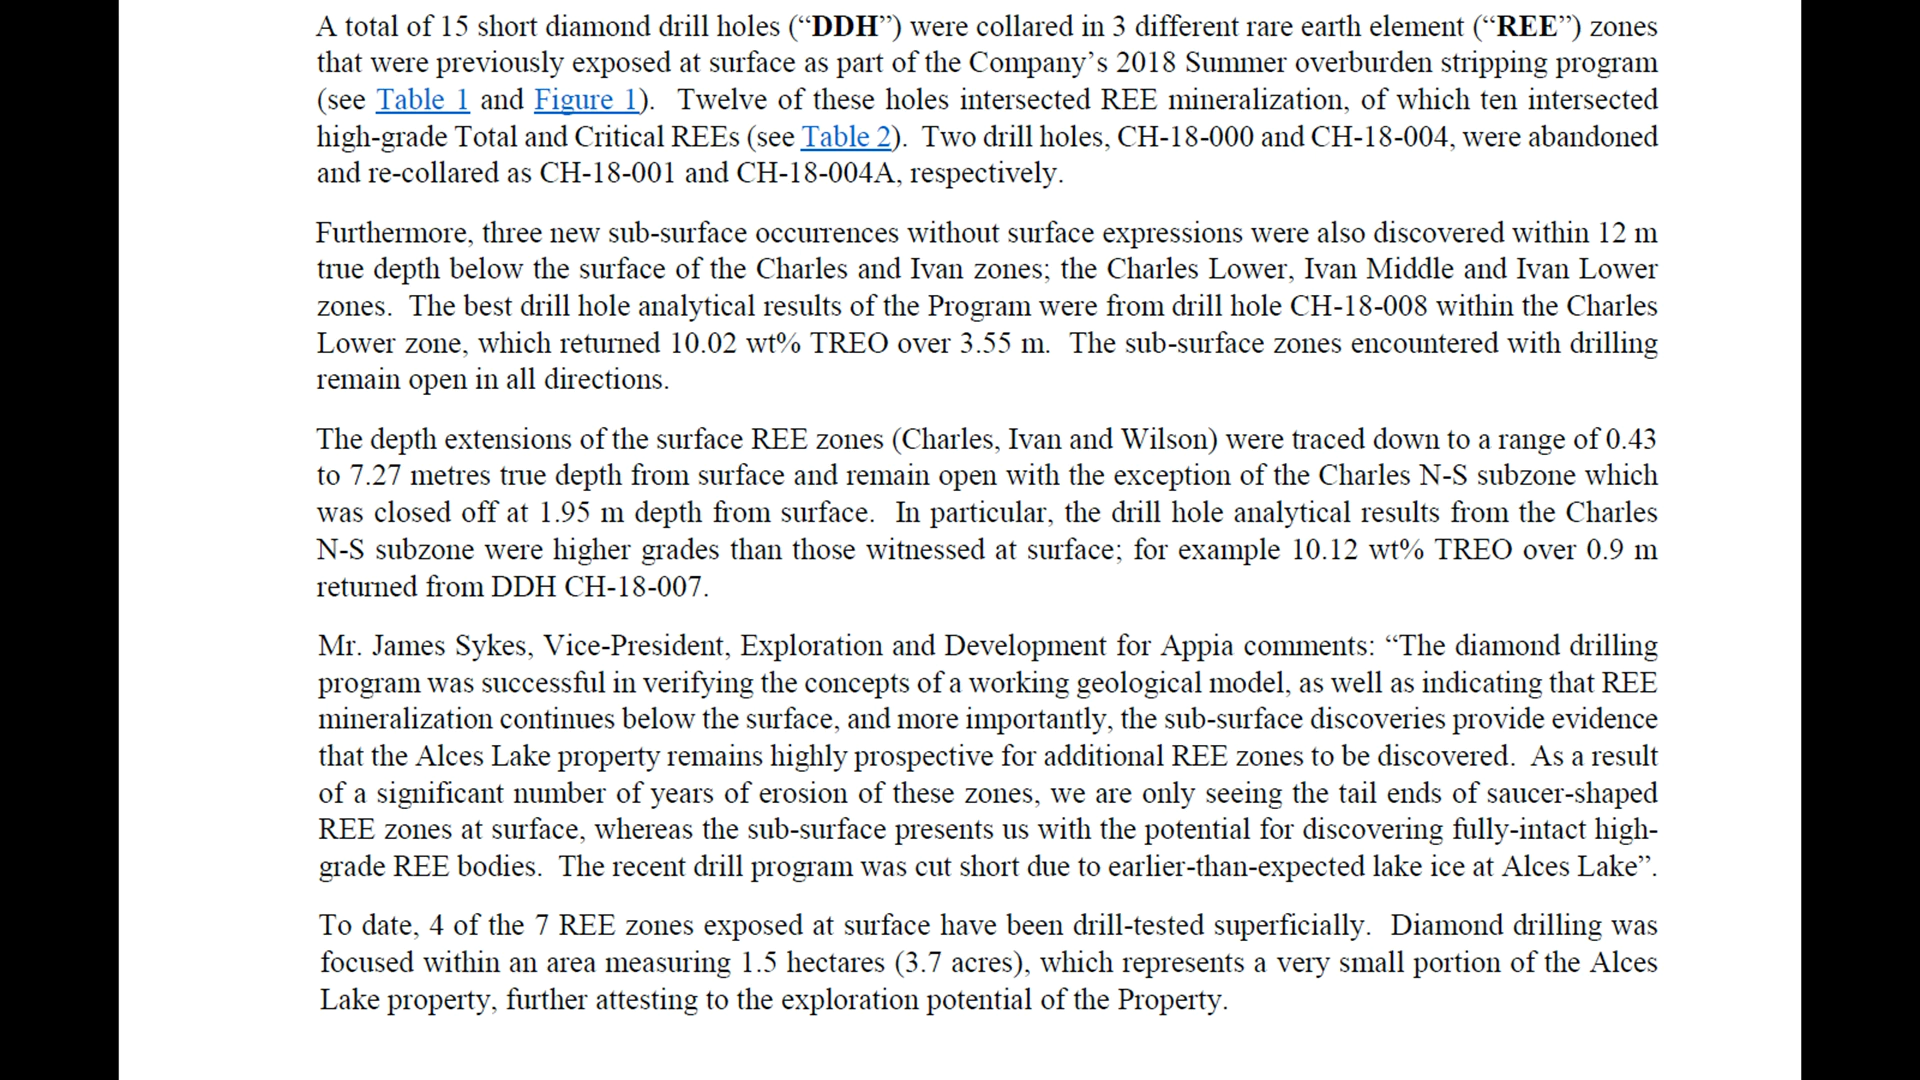 A total of 15 short diamond drill holes (“DDH”) were collared in 3 different rare earth element (“REE”) zones
that were previously exposed at surface as part of the Company’s 2018 Summer overburden stripping program
(see Table 1 and Figure 1).  Twelve of these holes intersected REE mineralization, of which ten intersected
high-grade Total and Critical REEs (see Table 2).  Two drill holes, CH-18-000 and CH-18-004, were abandoned
and re-collared as CH-18-001 and CH-18-004A, respectively.
Furthermore, three new sub-surface occurrences without surface expressions were also discovered within 12 m
true depth below the surface of the Charles and Ivan zones; the Charles Lower, Ivan Middle and Ivan Lower
zones.  The best drill hole analytical results of the Program were from drill hole CH-18-008 within the Charles
Lower zone, which returned 10.02 wt% TREO over 3.55 m.  The sub-surface zones encountered with drilling
remain open in all directions.
The depth extensions of the surface REE zones (Charles, Ivan and Wilson) were traced down to a range of 0.43
to 7.27 metres true depth from surface and remain open with the exception of the Charles N-S subzone which
was closed off at 1.95 m depth from surface.  In particular, the drill hole analytical results from the Charles
N-S subzone were higher grades than those witnessed at surface; for example 10.12 wt% TREO over 0.9 m
returned from DDH CH-18-007.
Mr. James Sykes, Vice-President, Exploration and Development for Appia comments: “The diamond drilling
program was successful in verifying the concepts of a working geological model, as well as indicating that REE
mineralization continues below the surface, and more importantly, the sub-surface discoveries provide evidence
that the Alces Lake property remains highly prospective for additional REE zones to be discovered.  As a result
of a significant number of years of erosion of these zones, we are only seeing the tail ends of saucer-shaped
REE zones at surface, whereas the sub-surface presents us with the potential for discovering fully-intact high-
grade REE bodies.  The recent drill program was cut short due to earlier-than-expected lake ice at Alces Lake”.
To date, 4 of the 7 REE zones exposed at surface have been drill-tested superficially.  Diamond drilling was
focused within an area measuring 1.5 hectares (3.7 acres), which represents a very small portion of the Alces
Lake property, further attesting to the exploration potential of the Property.